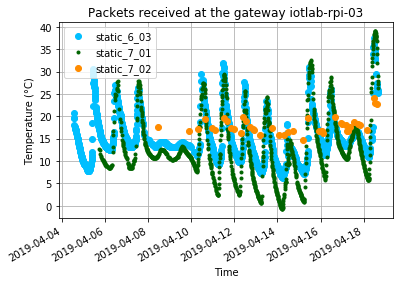 Packets received at the gateway iotlab-rpi-03
static_6_03
static_7_01
static_7_02
Temperature (°C)
40
35
30
25
20
15
10
5
0
2019-04-04
2019-04-06
2019-04-08
2019-04-10
2019-04-12
2019-04-14
2019-04-16
2019-04-18
Time